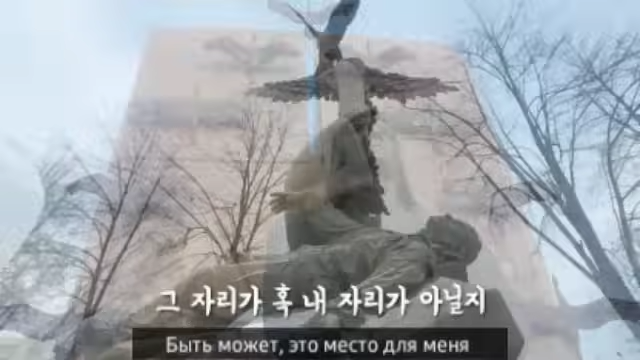 그 자리가 혹 내 자리가 아닐지
Быть может, это место для меня